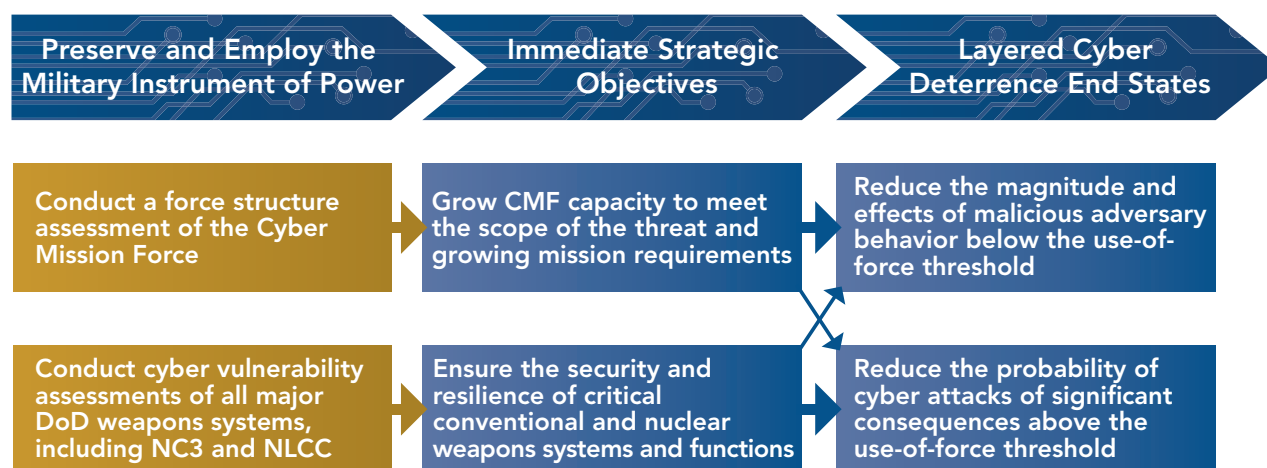 Preserve and Employ the
Military Instrument of Power
Immediate Strategic
Objectives
Layered Cyber
Deterrence End States
Conduct a force structure
assessment of the Cyber
Mission Force
Grow CMF capacity to meet
the scope of the threat and
growing mission requirements
Reduce the magnitude and
effects of malicious adversary
behavior below the use-of-
force threshold
Conduct cyber vulnerability
assessments of all major
DoD weapons systems,
including NC3 and NLCC
Ensure the security and
resilience of critical
conventional and nuclear
weapons systems and functions
Reduce the probability of
cyber attacks of significant
consequences above the
use-of-force threshold